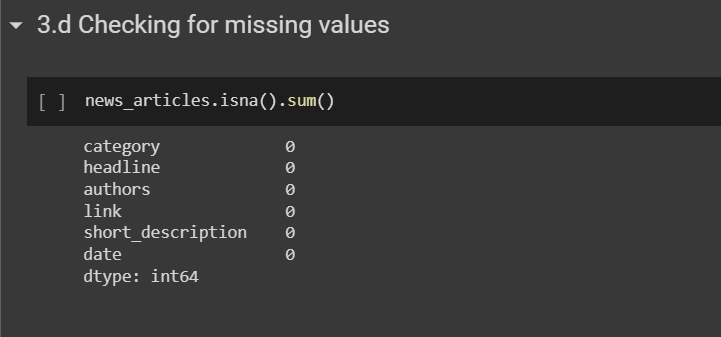 3.d Checking for missing values
[ ] news_articles.isna().sum()
category 0
headline 0
authors 0
link 0
short_description 0
date 0
dtype: int64